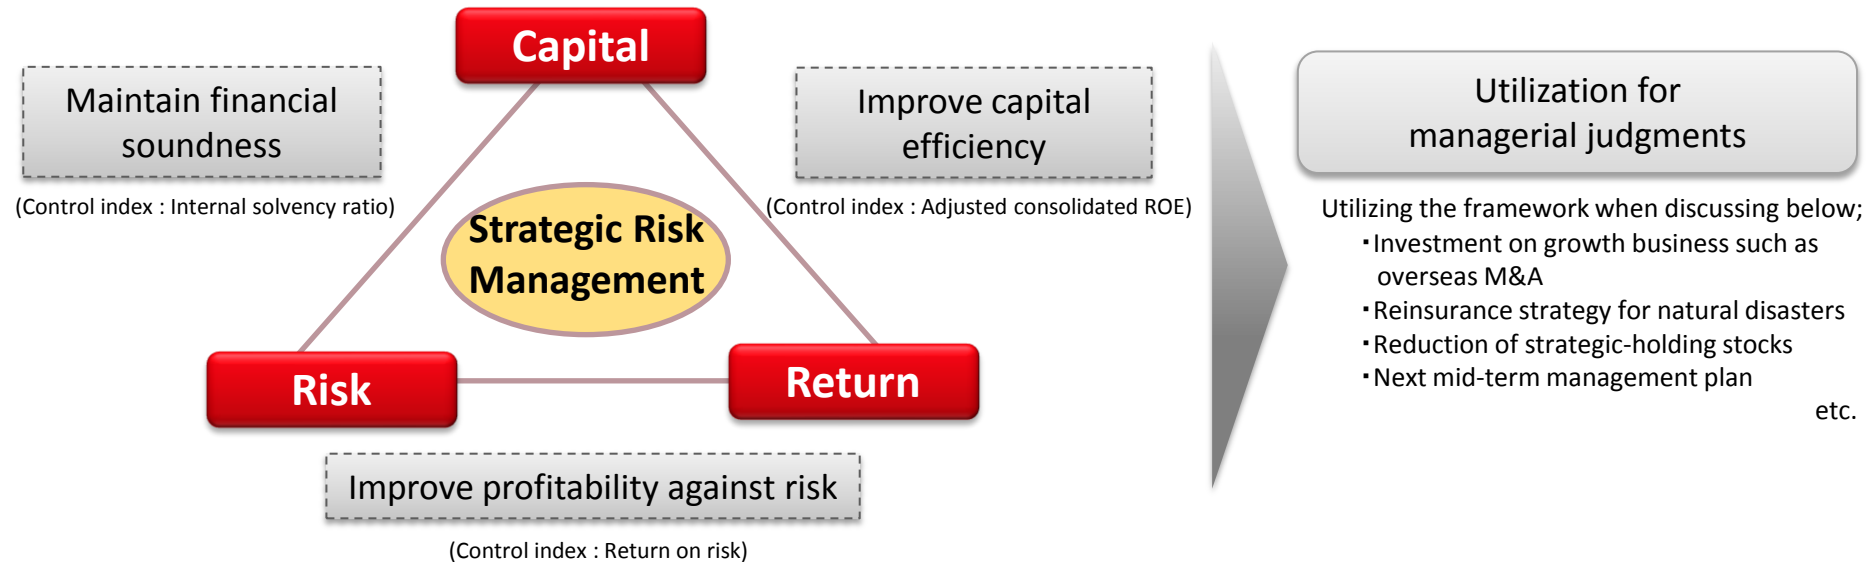 Capital
Maintain financial
soundness
(Control index : Internal solvency ratio)
Improve capital
efficiency
(Control index : Adjusted consolidated ROE)
Strategic Risk
Management
Risk
Return
Improve profitability against risk
(Control index : Return on risk)
Utilization for
managerial judgments
Utilizing the framework when discussing below;
・Investment on growth business such as
overseas M&A
・Reinsurance strategy for natural disasters
・Reduction of strategic-holding stocks
・Next mid-term management plan
etc.